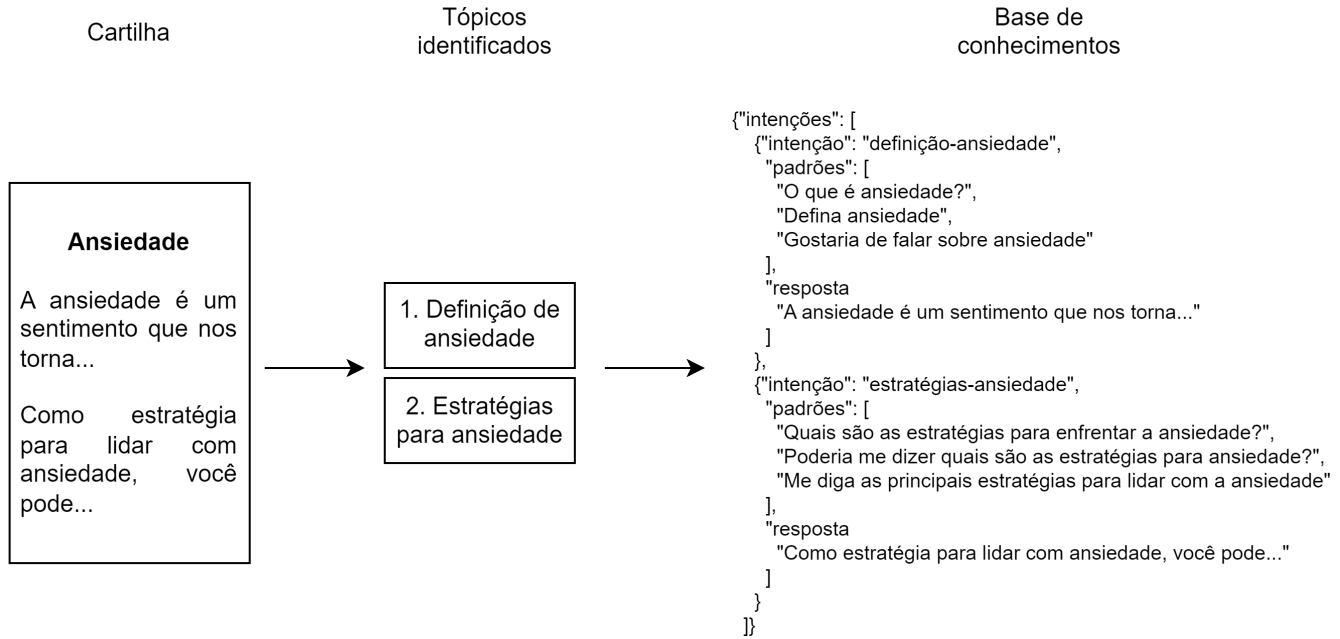 Cartilha
Tópicos
identificados
Base de
conhecimentos
Ansiedade
A ansiedade é um
sentimento que nos
torna...
Como estratégia
para lidar com
ansiedade, você
pode...
1. Definição de
ansiedade
2. Estratégias
para ansiedade
{"intenções": [
{"intenção": "definição-ansiedade",
"padrões": [
"O que é ansiedade?",
"Defina ansiedade",
"Gostaria de falar sobre ansiedade"
],
"resposta
"A ansiedade é um sentimento que nos torna..."
]
},
{"intenção": "estratégias-ansiedade",
"padrões": [
"Quais são as estratégias para enfrentar a ansiedade?",
"Poderia me dizer quais são as estratégias para ansiedade?",
"Me diga as principais estratégias para lidar com a ansiedade"
],
"resposta
"Como estratégia para lidar com ansiedade, você pode..."
]
}
]}